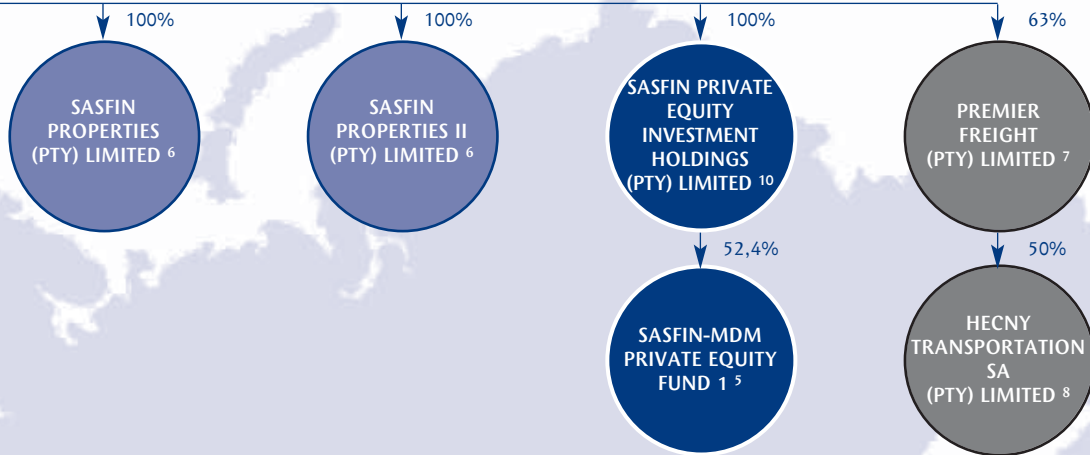 100%
100%
100%
63%
SASFIN
PROPERTIES
(PTY) LIMITED 6
SASFIN
PROPERTIES II
(PTY) LIMITED 6
SASFIN PRIVATE
EQUITY
INVESTMENT
HOLDINGS
(PTY) LIMITED 10
PREMIER
FREIGHT
(PTY) LIMITED 7
52,4%
50%
SASFIN-MDM
PRIVATE EQUITY
FUND 1 5
HECNY
TRANSPORTATION
SA
(PTY) LIMITED 8